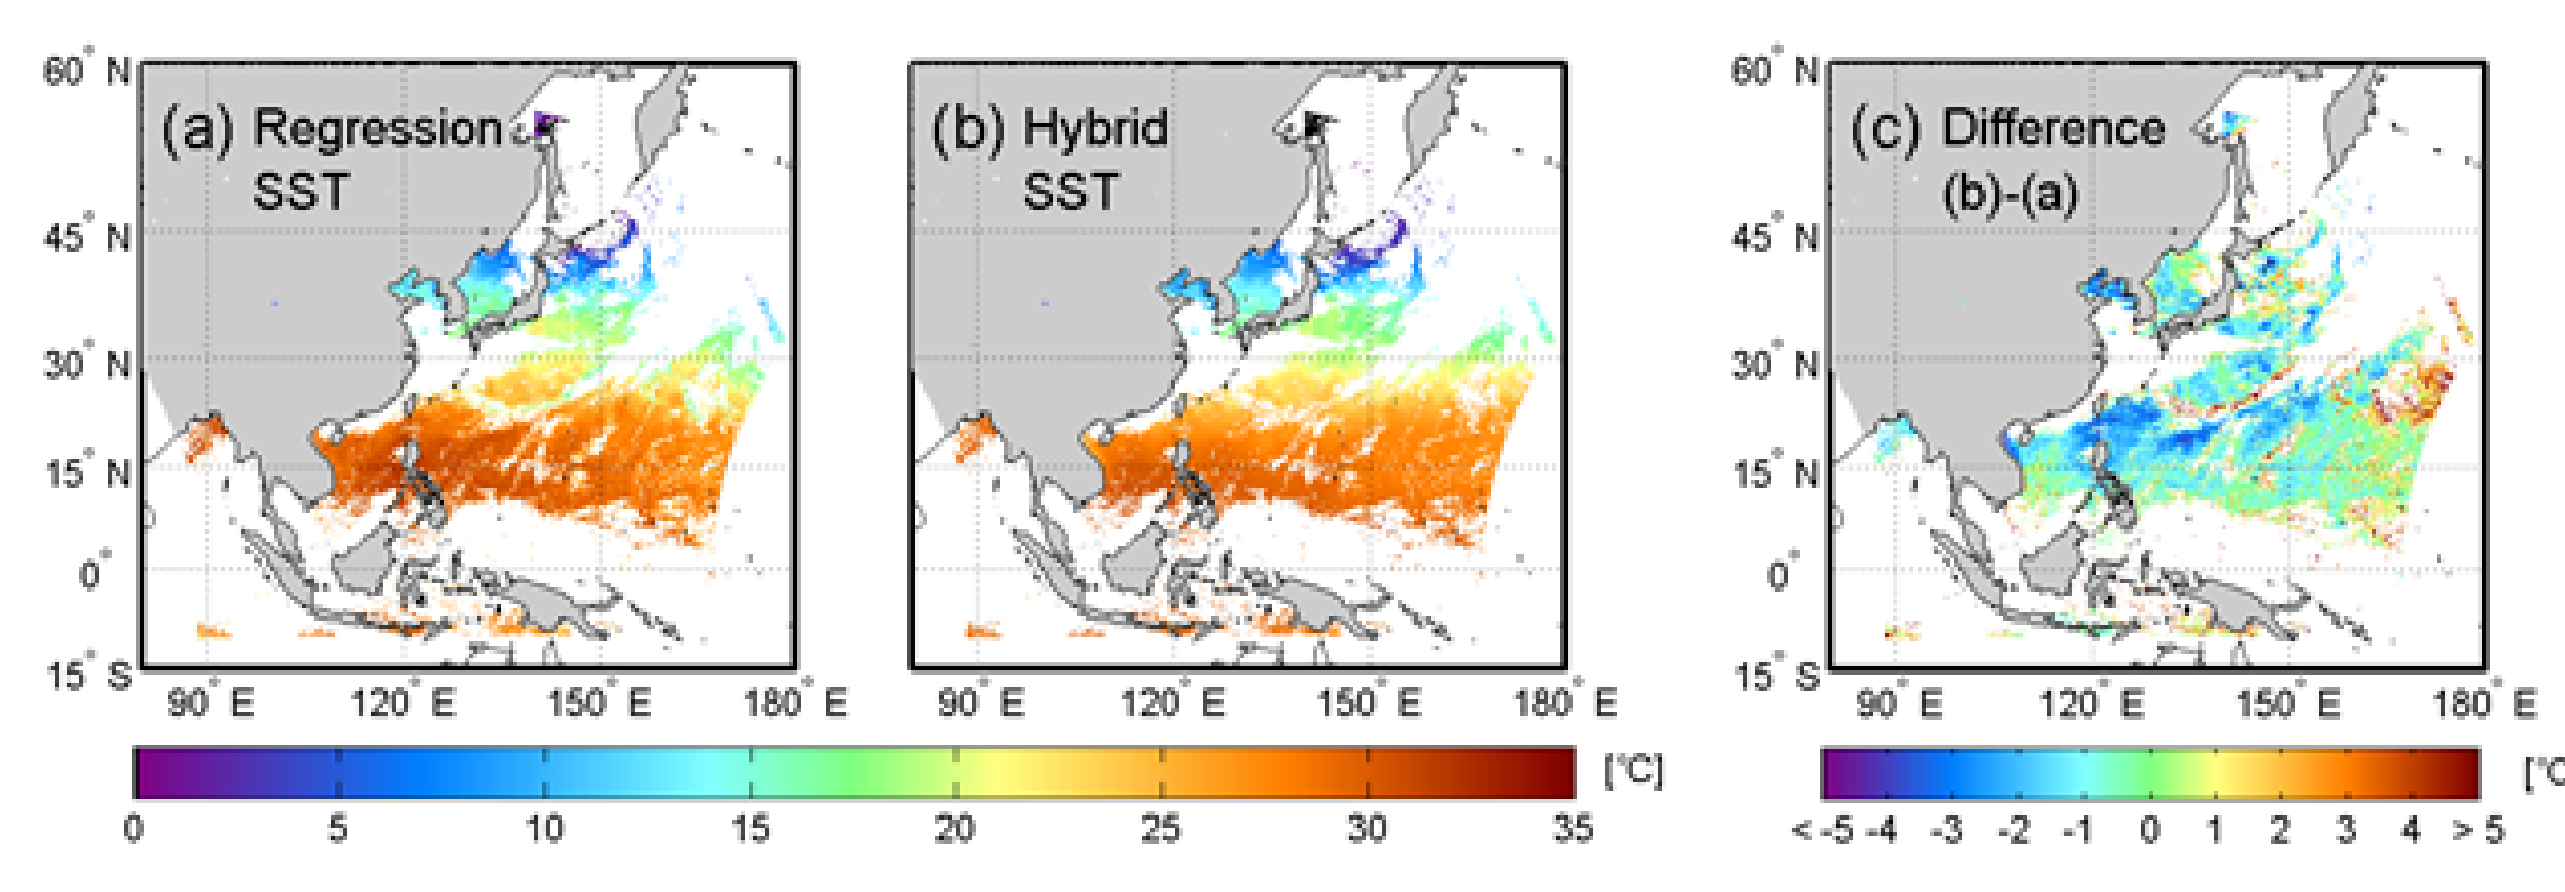 (a) Regression
SST
(b) Hybrid
SST
(c) Difference
(b)-(a)
60° N
45° N
30° N
15° N
0°
15° S
90° E 120° E 150° E 180° E
90° E 120° E 150° E 180° E
60° N
45° N
30° N
15° N
0°
15° S
90° E 120° E 150° E 180° E
[°C]
0 5 10 15 20 25 30 35
[°C
< -5 -4 -3 -2 -1 0 1 2 3 4 > 5